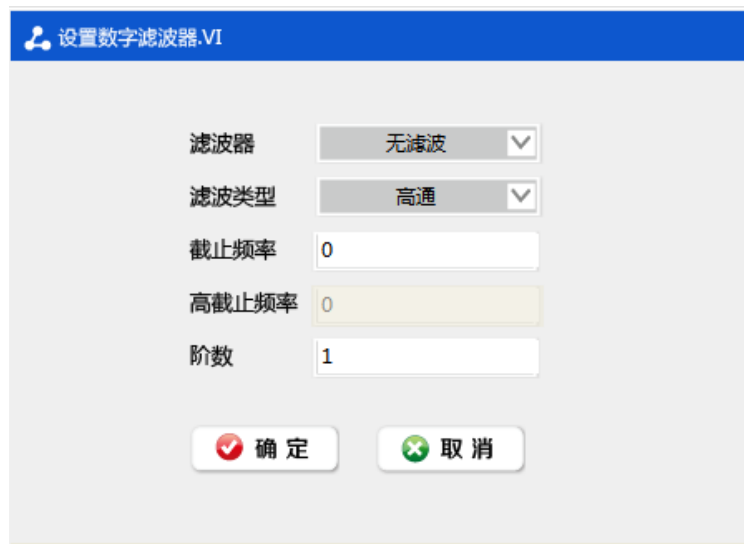 设置数字滤波器.VI
滤波器 无滤波
滤波类型 高通
截止频率 0
高截止频率 0
阶数 1
确定 取消